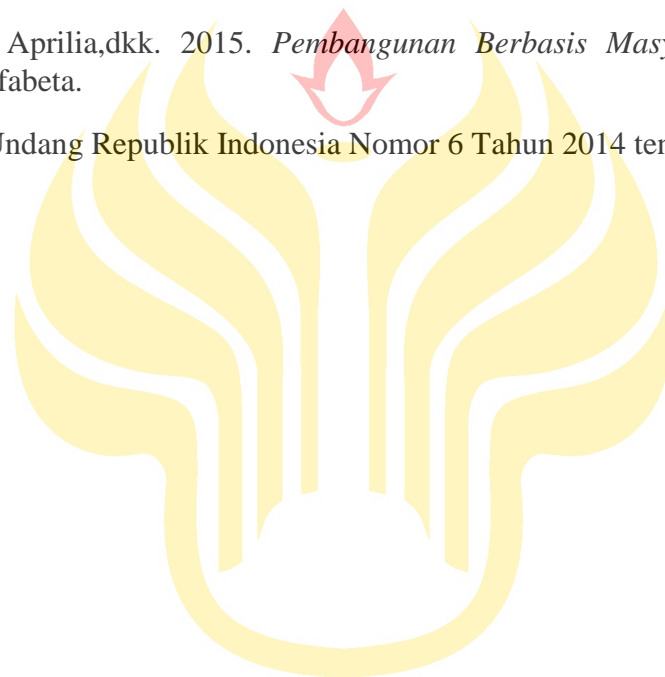 Aprilia,dkk. 2015. Pembangunan Berbasis Masy
fabeta.
Undang Republik Indonesia Nomor 6 Tahun 2014 ten